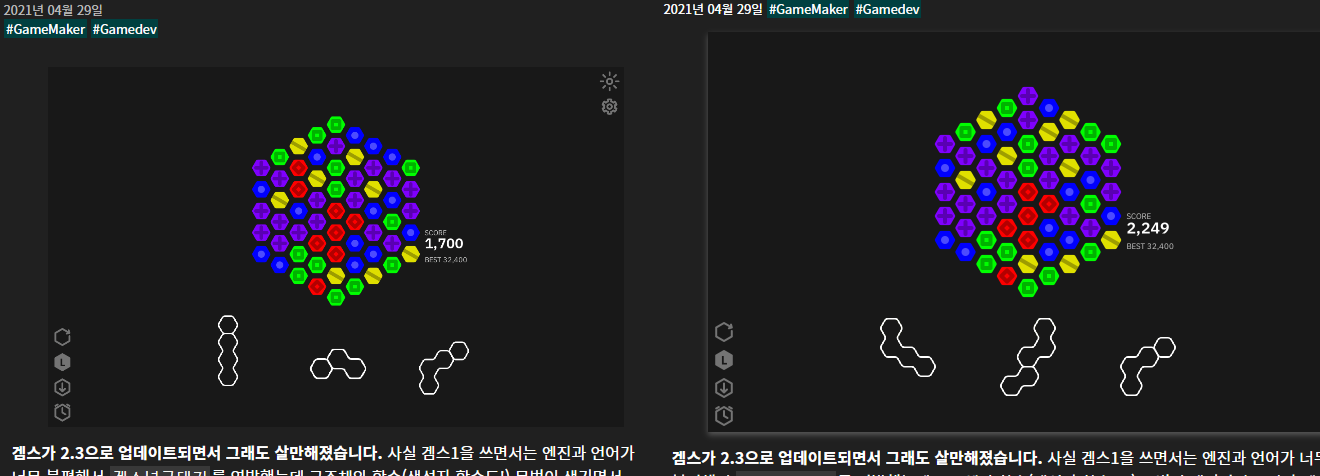 2021년 04월 29일
#GameMaker #Gamedev
SCORE
1,700
BEST 32,400
L
겜스가 2.3으로 업데이트되면서 그래도 살만해졌습니다. 사실 겜스1을 쓰면서는 엔진과 언어가
2021년 04월 29일 #GameMaker #Gamedev
SCORE
2,249
BEST 32,400
L
겜스가 2.3으로 업데이트되면서 그래도 살만해졌습니다. 사실 겜스1을 쓰면서는 엔진과 언어가